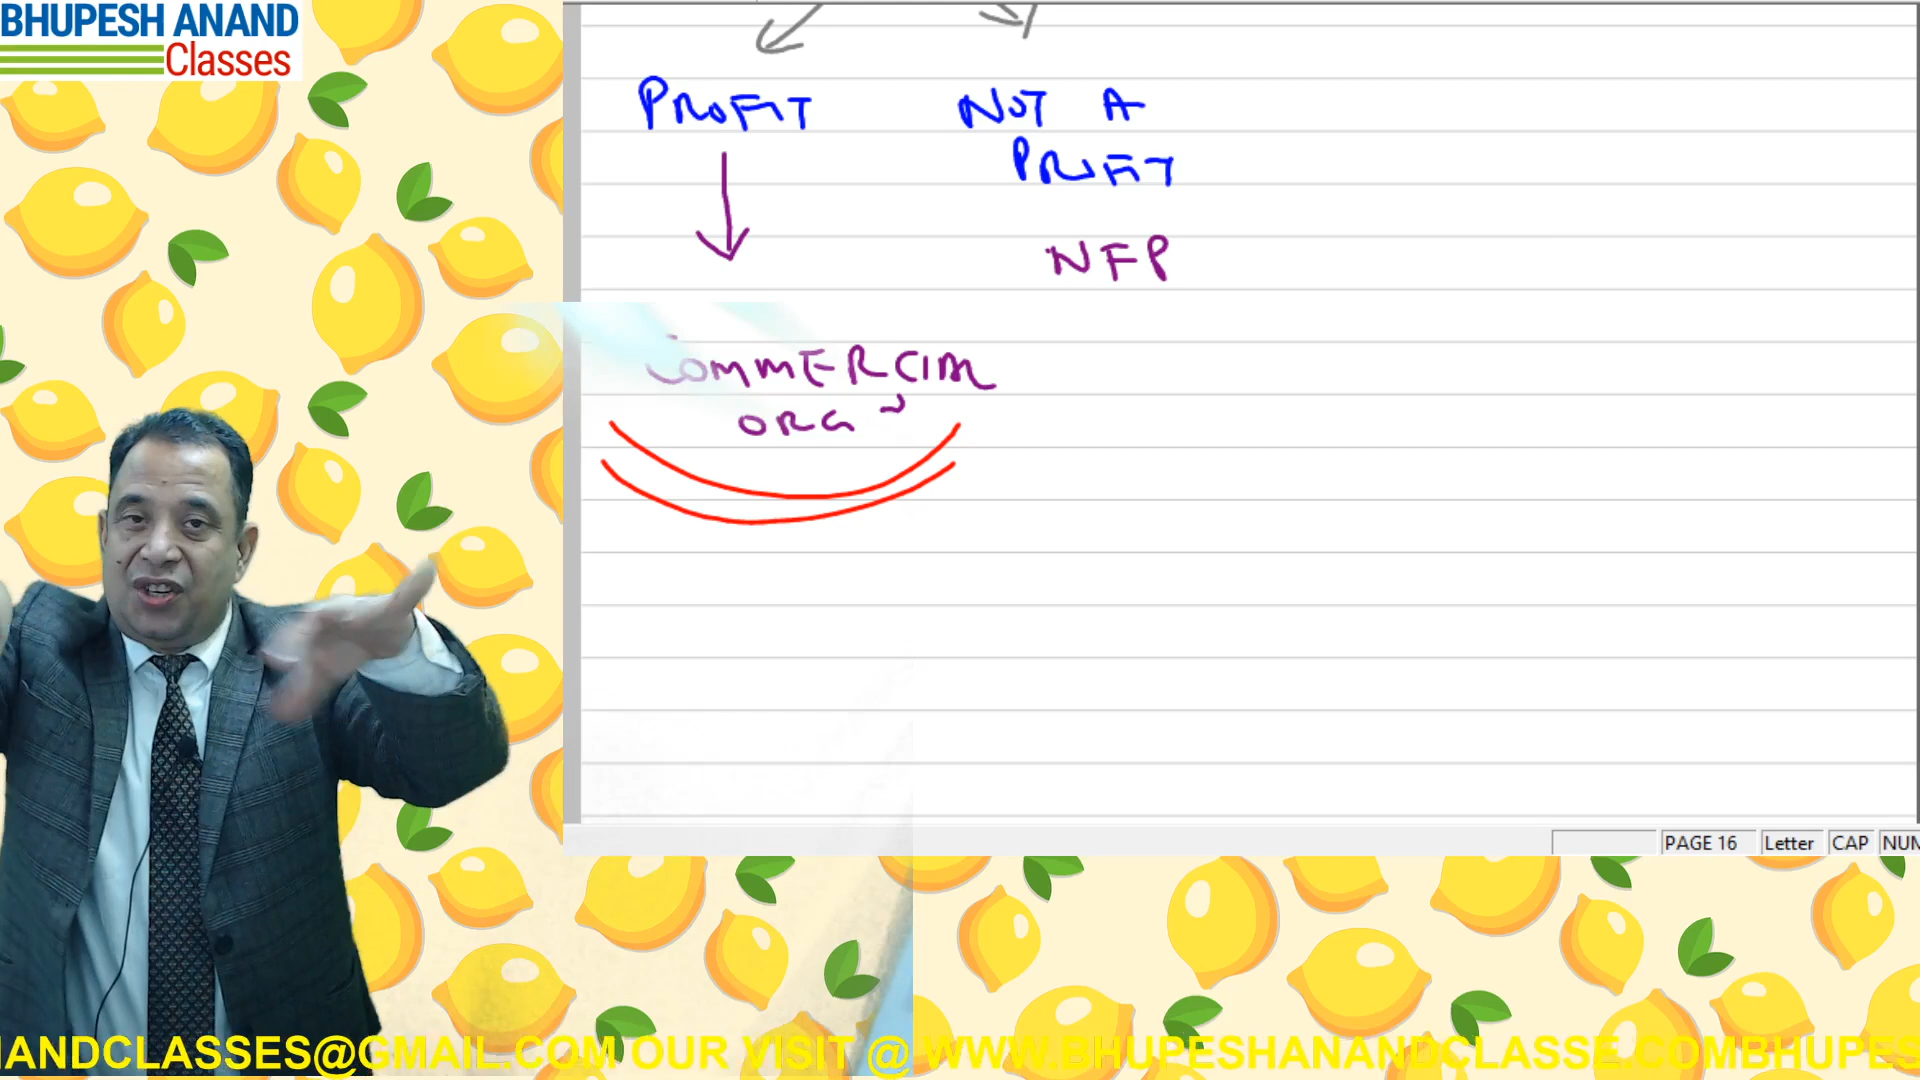 BHUPESH ANAND
Classes
PROFIT
NOT A
PROFIT
NFP
COMMERCIAL
ORG
PAGE 16
Letter
CAP
NUM
ANDCLASSES@GMAIL.COM OUR VISIT @ WWW.BHUPESHANANDCLASSE.COMBHUPES